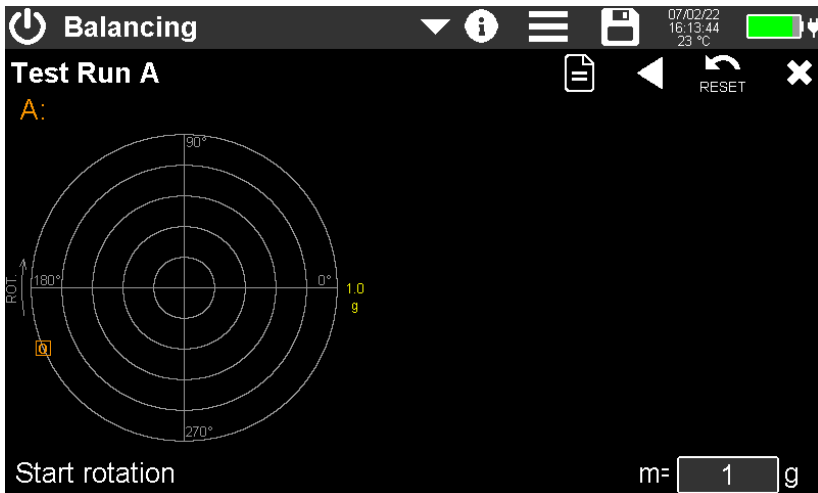 Balancing
07/02/22
16:13:44
23 °C
Test Run A
RESET
A:
90°
ROT.
180°
0°
1.0
g
270°
Start rotation
m= 1 g